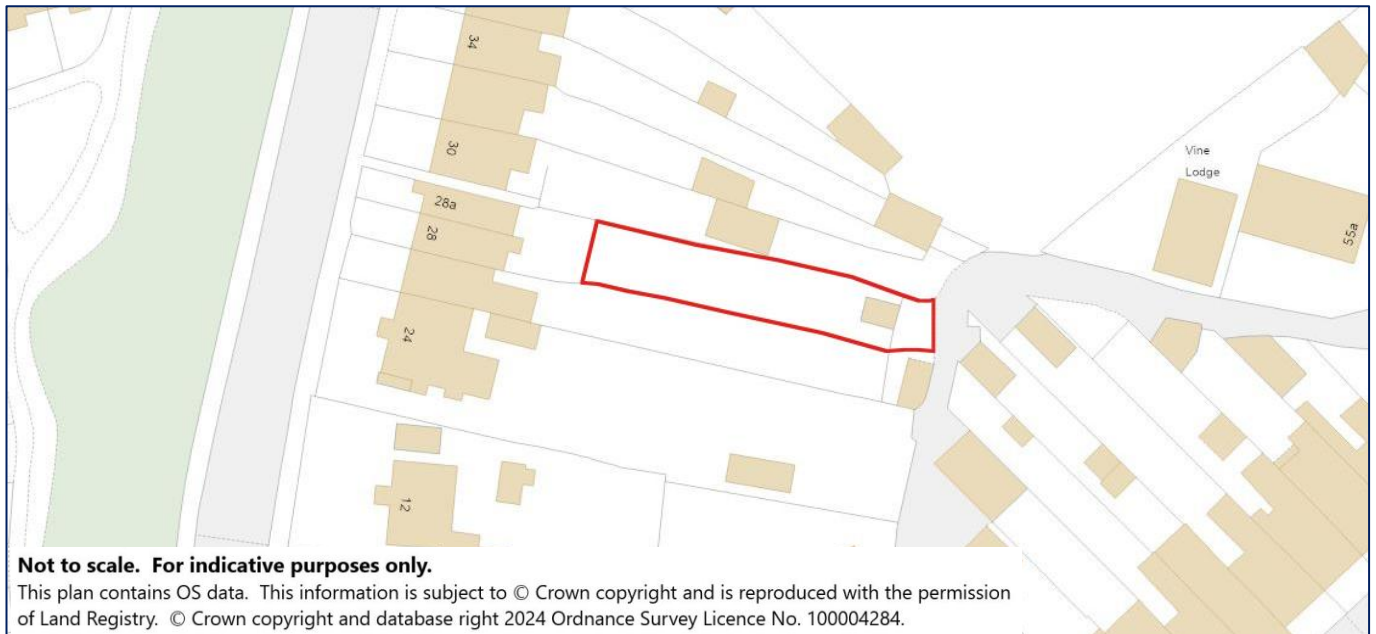 34
30
28a
28
24
12
Vine
Lodge
55a
Not to scale. For indicative purposes only.
This plan contains OS data. This information is subject to © Crown copyright and is reproduced with the permission
of Land Registry. © Crown copyright and database right 2024 Ordnance Survey Licence No. 100004284.